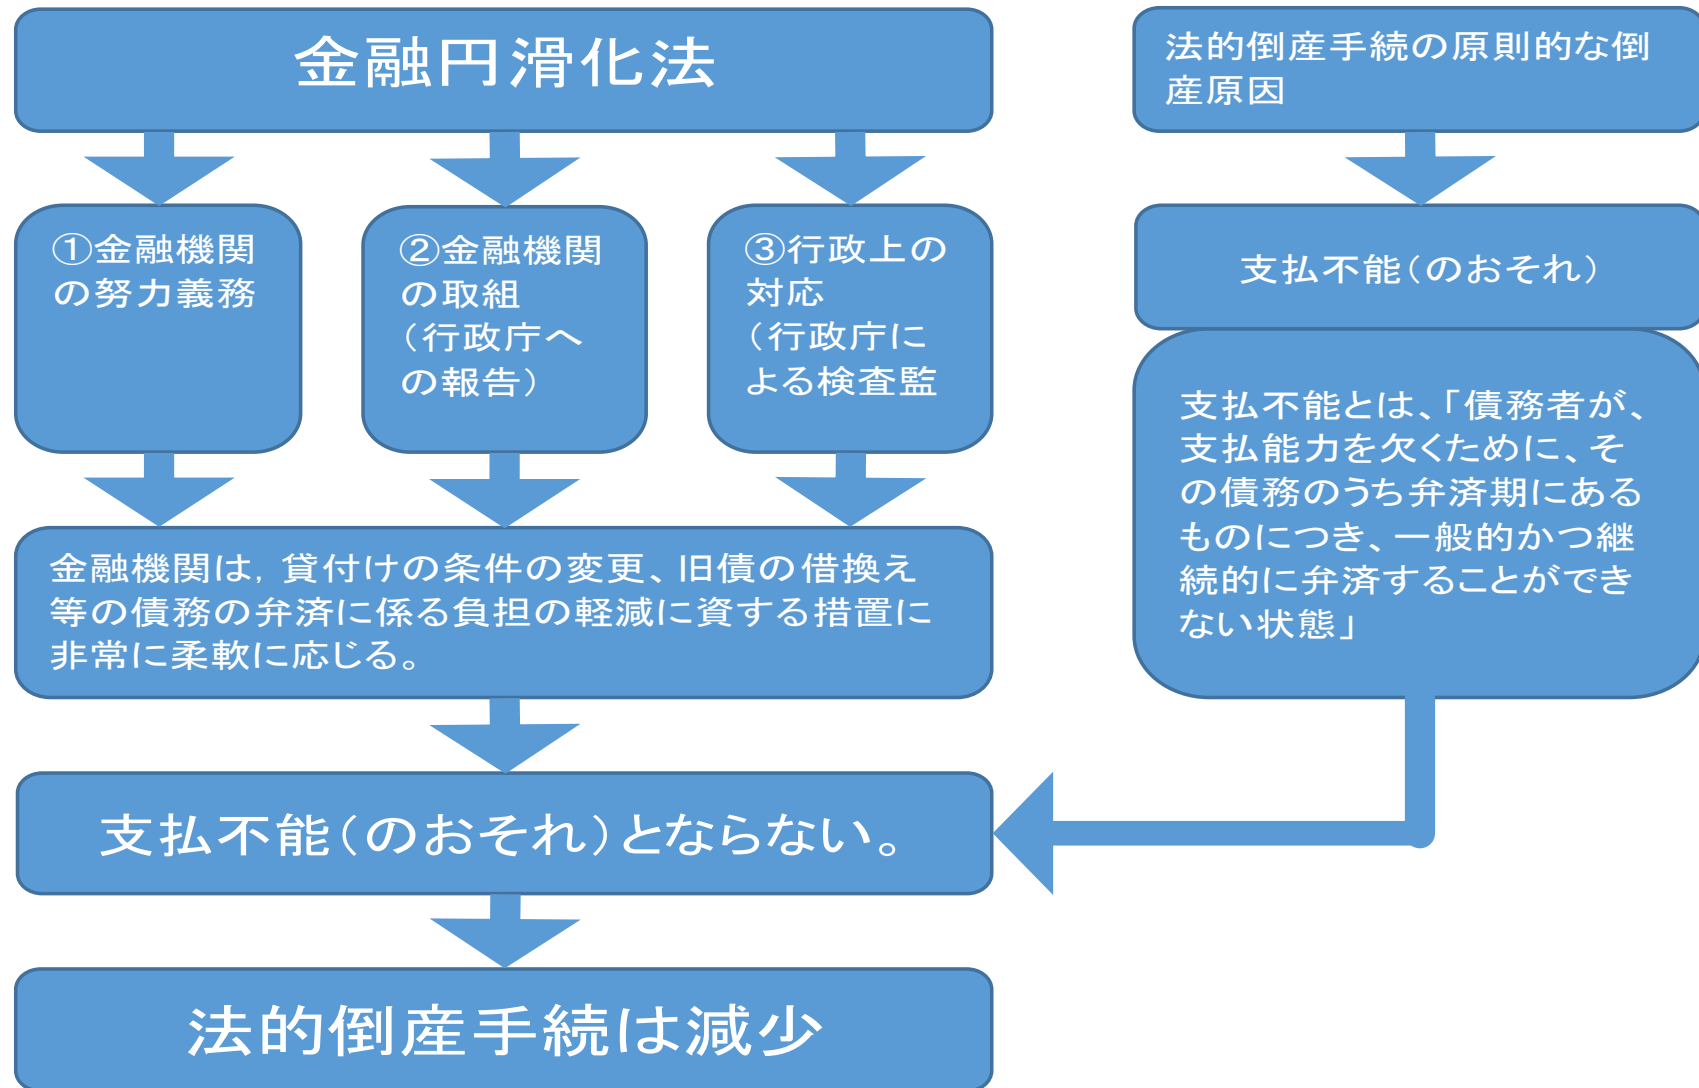 金融円滑化法
①金融機関
の努力義務
②金融機関
の取組
（行政庁へ
の報告）
③行政上の
対応
（行政庁に
よる検査監
金融機関は，貸付けの条件の変更、旧債の借換え
等の債務の弁済に係る負担の軽減に資する措置に
非常に柔軟に応じる。
支払不能（のおそれ）とならない。
法的倒産手続は減少
法的倒産手続の原則的な倒
産原因
支払不能（のおそれ）
支払不能とは、「債務者が、
支払能力を欠くために、そ
の債務のうち弁済期にある
ものにつき、一般的かつ継
続的に弁済することができ
ない状態」